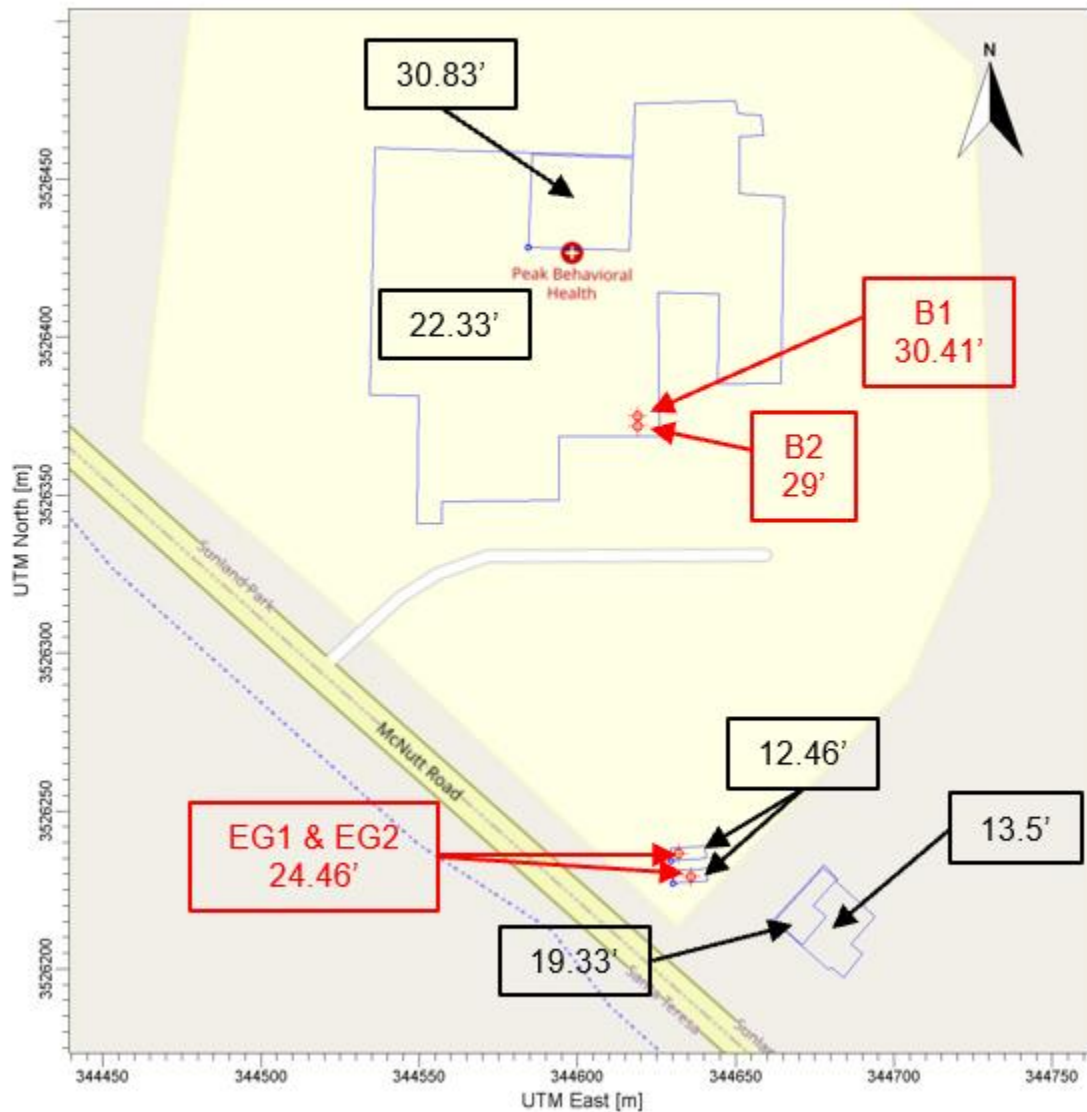 30.83’
N
3526450
Peak Behavioral
Health
22.33’
B1
30.41’
3526400
B2
29’
3526350
UTM North [m]
Sunland Park
3526300
McNutt Road
12.46’
3526250
EG1 & EG2
24.46’
13.5’
19.33’
3526200
Santa Teresa
344450
344500
344550
344600
344650
344700
344750
UTM East [m]